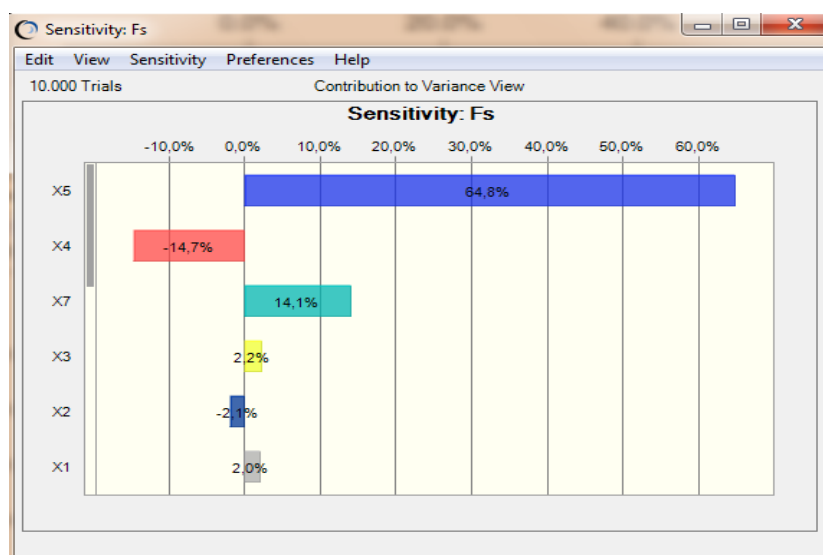 Sensitivity: Fs
Edit View Sensitivity Preferences Help
10.000 Trials Contribution to Variance View
Sensitivity: Fs
-10,0% 0,0% 10,0% 20,0% 30,0% 40,0% 50,0% 60,0%
X5 64,8%
X4 -14,7%
X7 14,1%
X3 2,2%
X2 -2,1%
X1 2,0%